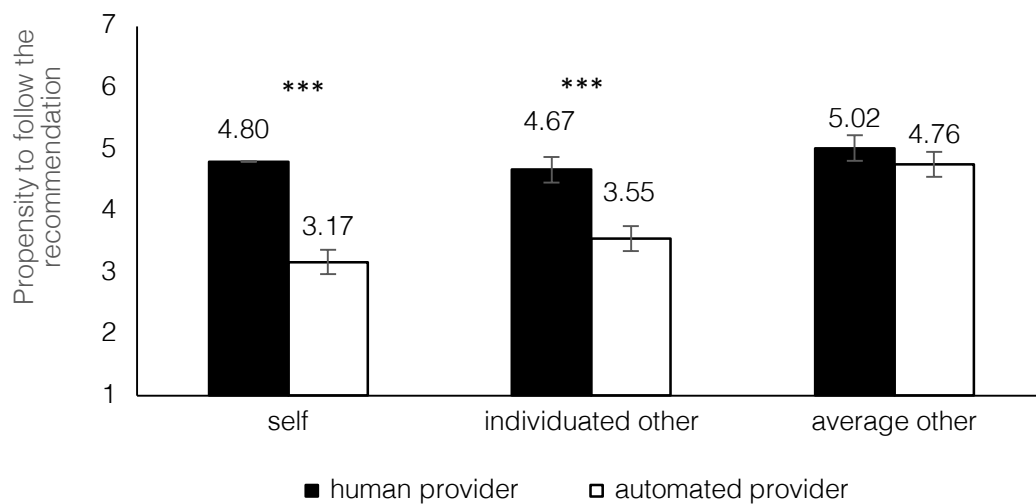 Propensity to follow the
recommendation
7
6
5
4
3
2
1
***
***
4.80
3.17
4.67
3.55
5.02
4.76
self
individuated other
average other
human provider
automated provider